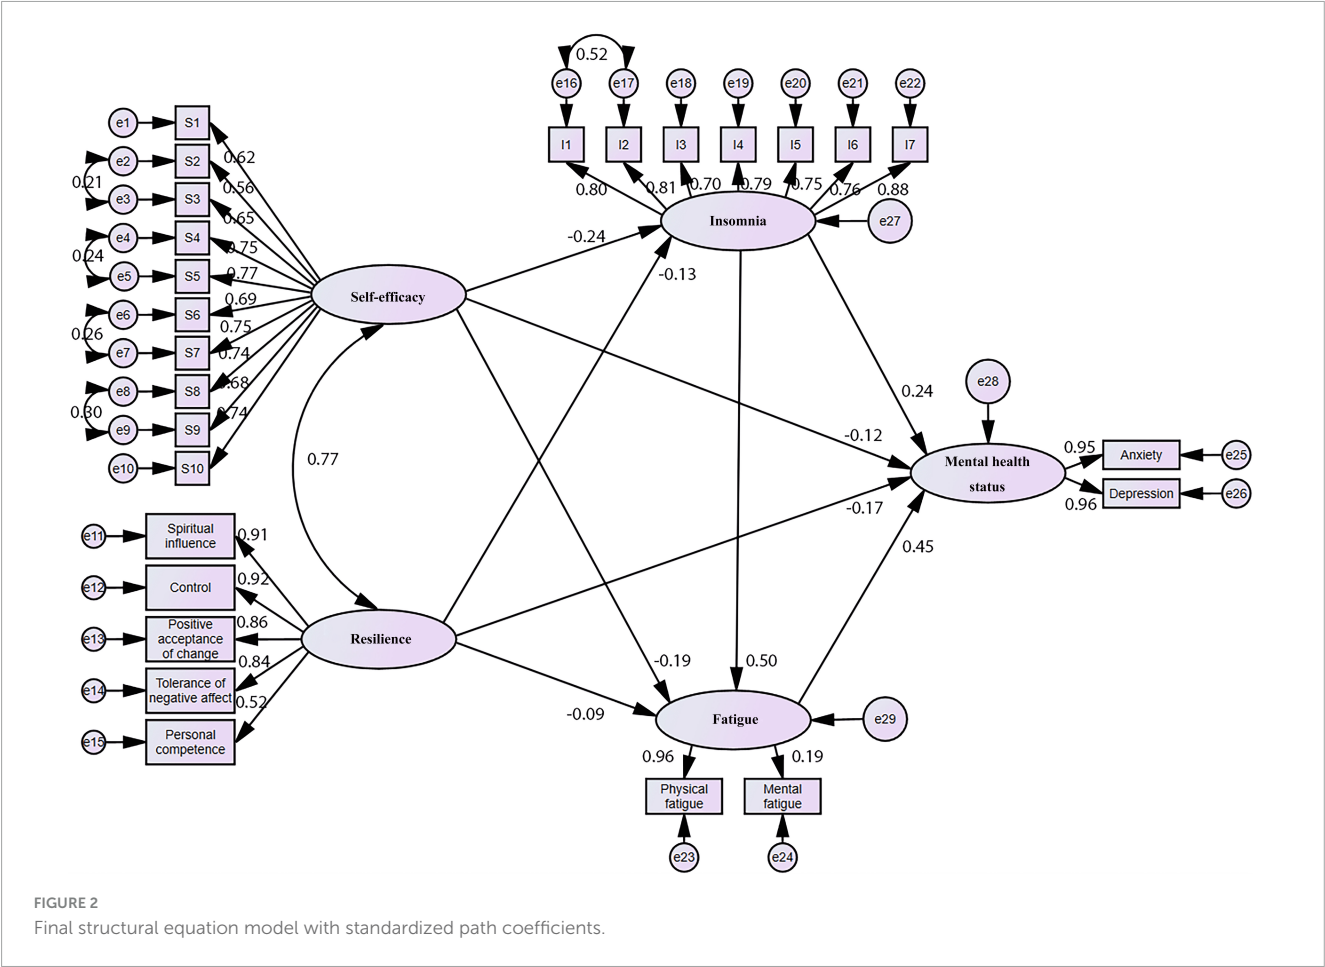 0.52
e16 e17 e18 e19 e20 e21 e22
I1 I2 I3 I4 I5 I6 I7
0.80 0.81 0.70 0.79 0.75 0.76 0.88
Insomnia
e27
e1 S1
e2 S2
e3 S3
e4 S4
e5 S5
e6 S6
e7 S7
e8 S8
e9 S9
e10 S10
0.21
0.24
0.26
0.30
0.62
0.56
0.65
0.75
0.77
0.69
0.75
0.74
0.68
0.74
Self-efficacy
-0.24
-0.13
0.77
-0.12
0.24
e28
Mental health
status
0.95
Anxiety
e25
0.96
Depression
e26
-0.17
0.45
e11
Spiritual
influence
0.91
e12
Control
0.92
e13
Positive
acceptance
of change
0.86
e14
Tolerance of
negative affect
0.84
e15
Personal
competence
0.52
Resilience
-0.19
0.50
-0.09
Fatigue
e29
0.96
0.19
Physical
fatigue
Mental
fatigue
e23
e24
FIGURE 2
Final structural equation model with standardized path coefficients.